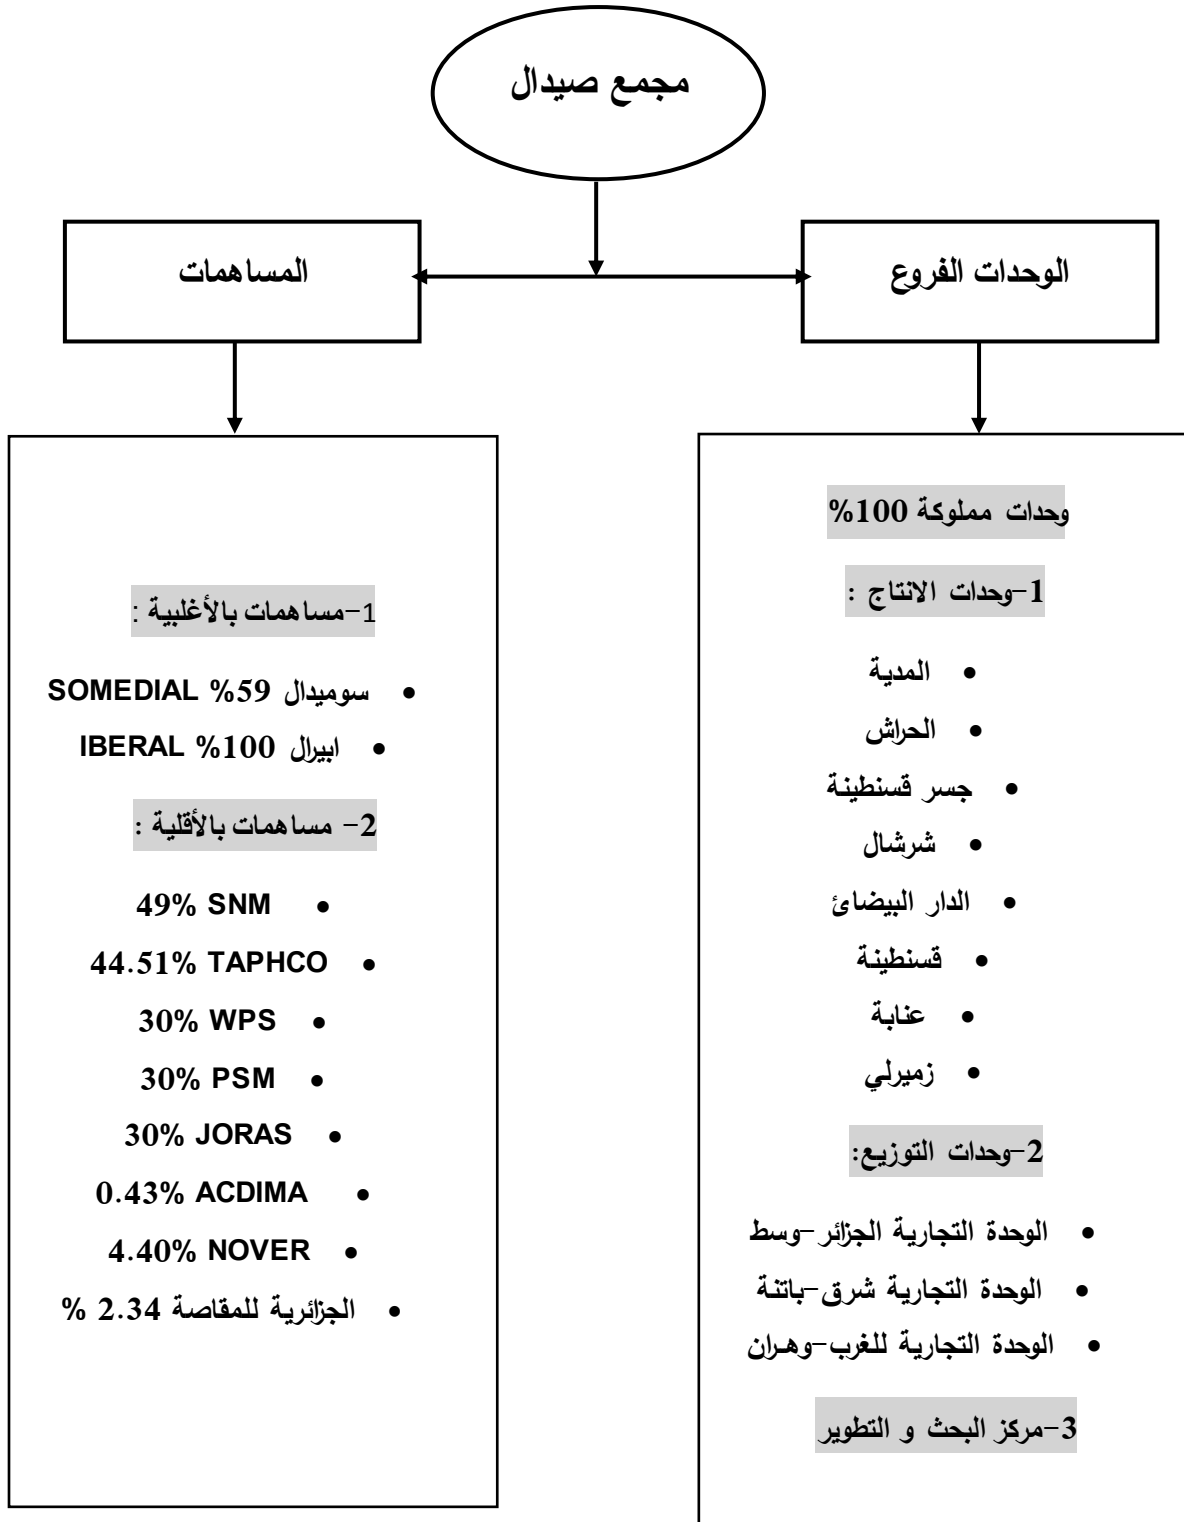 مجمع صيدال
الوحدات الفروع
المساهمات
وحدات مملوكة 100%
1-وحدات الانتاج :
• المدية
• الحراش
• جسر قسنطينة
• شرشال
• الدار البيضائ
• قسنطينة
• عنابة
• زميرلي
2-وحدات التوزيع:
• الوحدة التجارية الجزائر-وسط
• الوحدة التجارية شرق-باتنة
• الوحدة التجارية للغرب-وهران
3-مركز البحث و التطوير
1-مساهمات بالأغلبية :
• سوميدال 59% SOMEDIAL
• ابيرال 100% IBERAL
2- مساهمات بالأقلية :
• 49% SNM
• 44.51% TAPHCO
• 30% WPS
• 30% PSM
• 30% JORAS
• 0.43% ACDIMA
• 4.40% NOVER
• الجزائرية للمقاصة 2.34 %